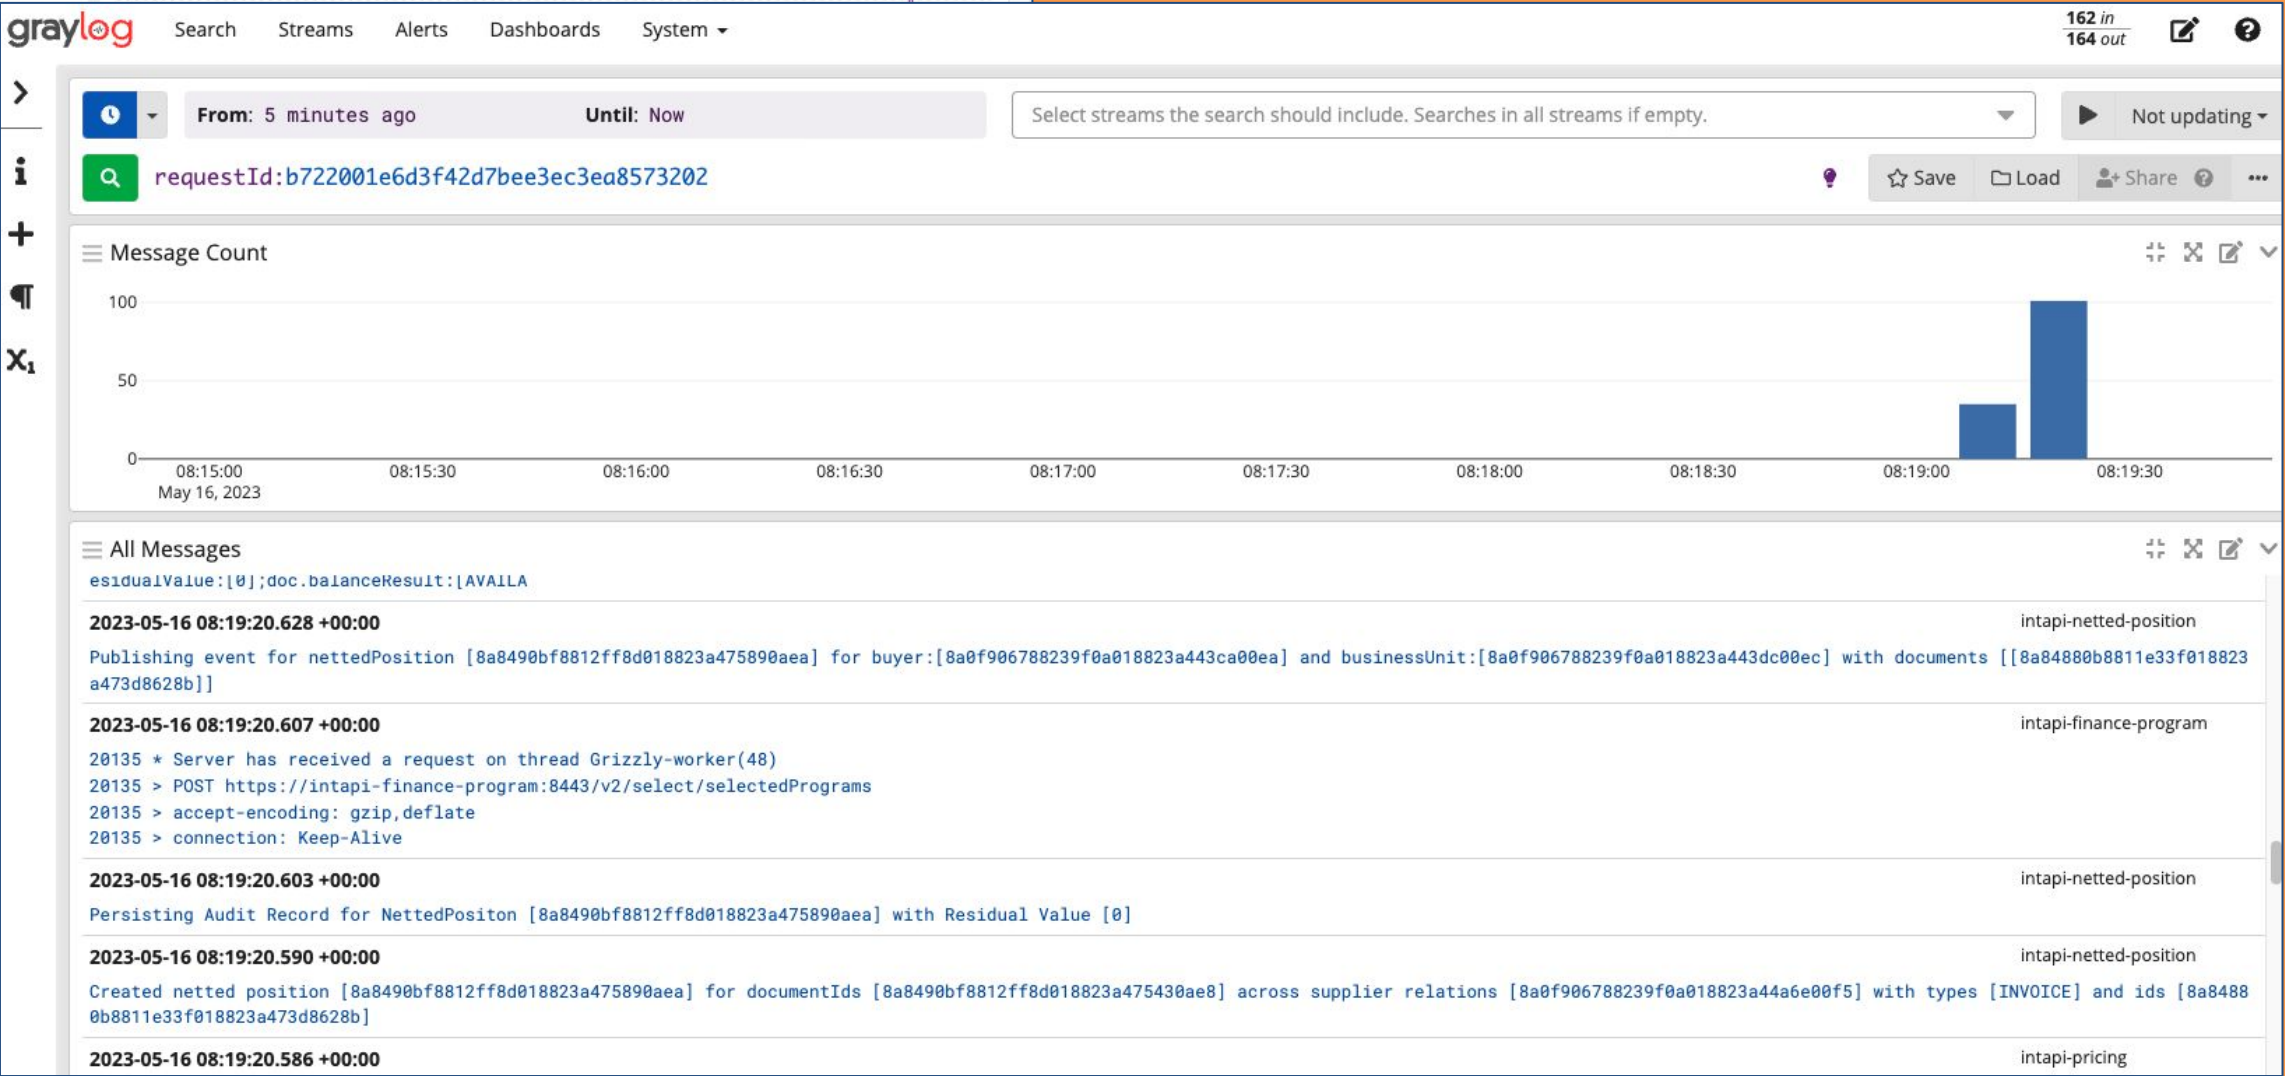 graylog Search Streams Alerts Dashboards System 162 in
164 out
From: 5 minutes ago Until: Now Select streams the search should include. Searches in all streams if empty. Not updating
requestId:b722001e6d3f42d7bee3ec3ea8573202 Save Load Share
Message Count
100
50
0
08:15:00 08:15:30 08:16:00 08:16:30 08:17:00 08:17:30 08:18:00 08:18:30 08:19:00 08:19:30
May 16, 2023
All Messages
esidualValue:[0];doc.balanceResult:[AVAILA
2023-05-16 08:19:20.628 +00:00 intapi-netted-position
Publishing event for nettedPosition [8a8490bf8812ff8d018823a475890aea] for buyer:[8a0f906788239f0a018823a443ca00ea] and businessUnit:[8a0f906788239f0a018823a443dc00ec] with documents [[8a84880b8811e33f018823
a473d8628b]]
2023-05-16 08:19:20.607 +00:00 intapi-finance-program
20135 * Server has received a request on thread Grizzly-worker(48)
20135 > POST https://intapi-finance-program:8443/v2/select/selectedPrograms
20135 > accept-encoding: gzip,deflate
20135 > connection: Keep-Alive
2023-05-16 08:19:20.603 +00:00 intapi-netted-position
Persisting Audit Record for NettedPositon [8a8490bf8812ff8d018823a475890aea] with Residual Value [0]
2023-05-16 08:19:20.590 +00:00 intapi-netted-position
Created netted position [8a8490bf8812ff8d018823a475890aea] for documentIds [8a8490bf8812ff8d018823a475430ae8] across supplier relations [8a0f906788239f0a018823a44a6e00f5] with types [INVOICE] and ids [8a8488
0b8811e33f018823a473d8628b]
2023-05-16 08:19:20.586 +00:00 intapi-pricing